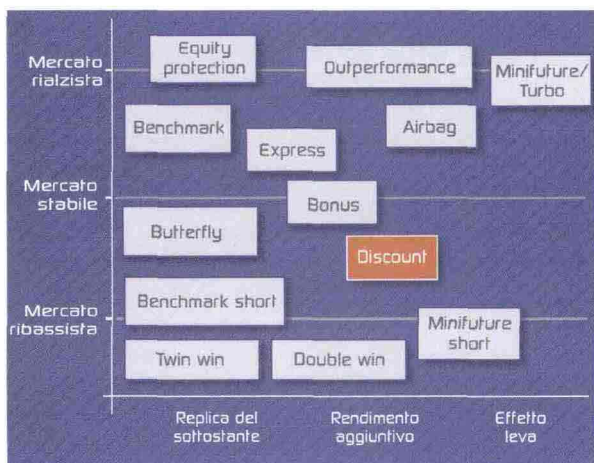 Mercato
rialzista
Equity
protection
Outperformance
Minifuture/
Turbo
Benchmark
Express
Airbag
Mercato
stabile
Bonus
Butterfly
Discount
Benchmark short
Mercato
ribassista
Minifuture
short
Twin win
Double win
Replica del
sottostante
Rendimento
aggiuntivo
Effetto
leva